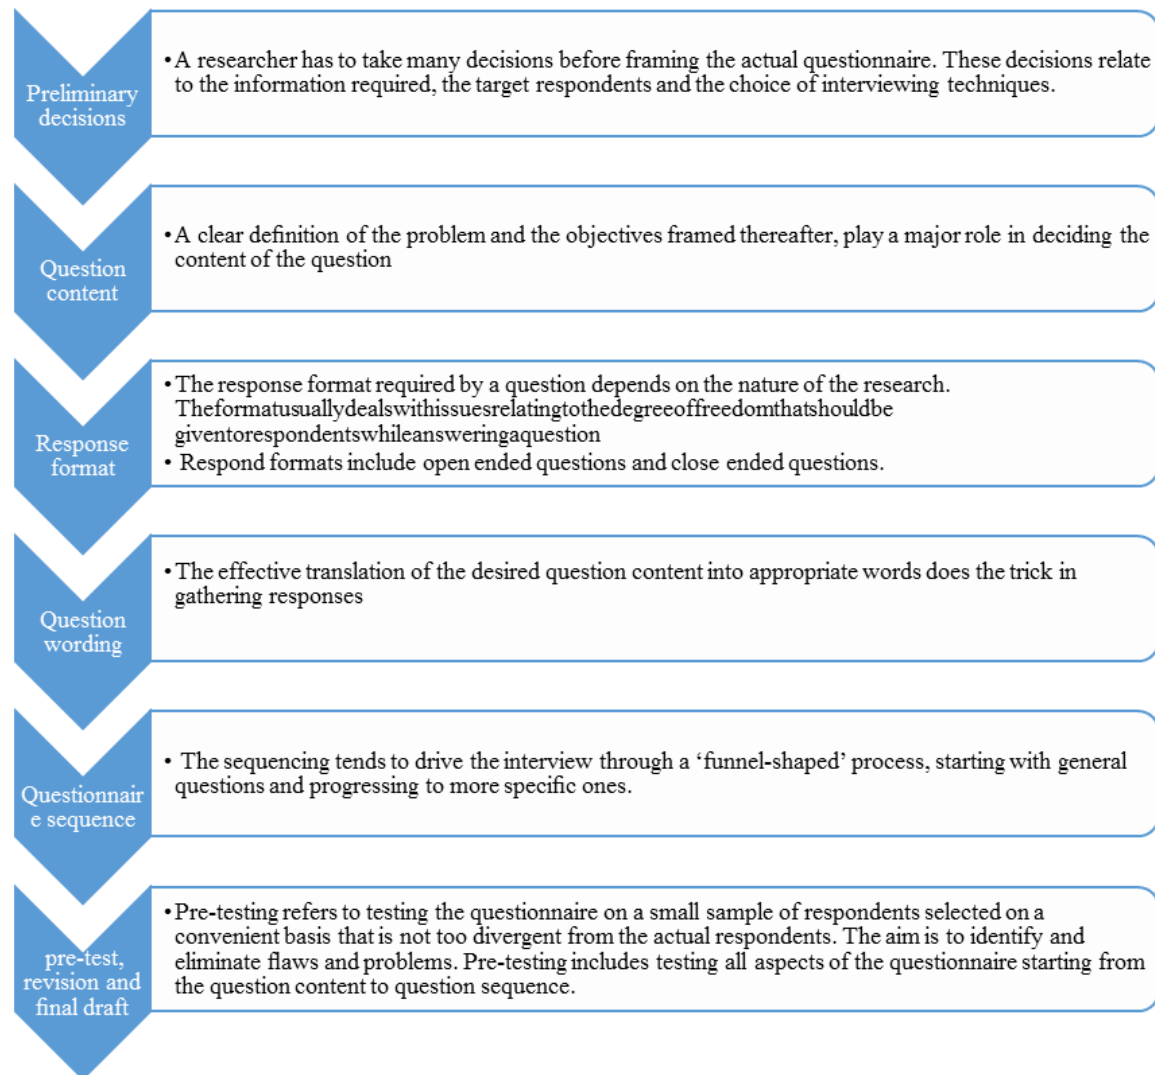 Preliminary
decisions
•A researcher has to take many decisions before framing the actual questionnaire. These decisions relate
to the information required, the target respondents and the choice of interviewing techniques.
Question
content
•A clear definition of the problem and the objectives framed thereafter, play a major role in deciding the
content of the question
Response
format
•The response format required by a question depends on the nature of the research.
Theformatusuallydealswithissuesrelatingtothedegreeoffreedomthatshouldbe
giventorespondentswhileansweringaquestion
• Respond formats include open ended questions and close ended questions.
Question
wording
•The effective translation of the desired question content into appropriate words does the trick in
gathering responses
Questionnair
e sequence
• The sequencing tends to drive the interview through a ‘funnel-shaped’ process, starting with general
questions and progressing to more specific ones.
pre-test,
revision and
final draft
•Pre-testing refers to testing the questionnaire on a small sample of respondents selected on a
convenient basis that is not too divergent from the actual respondents. The aim is to identify and
eliminate flaws and problems. Pre-testing includes testing all aspects of the questionnaire starting from
the question content to question sequence.